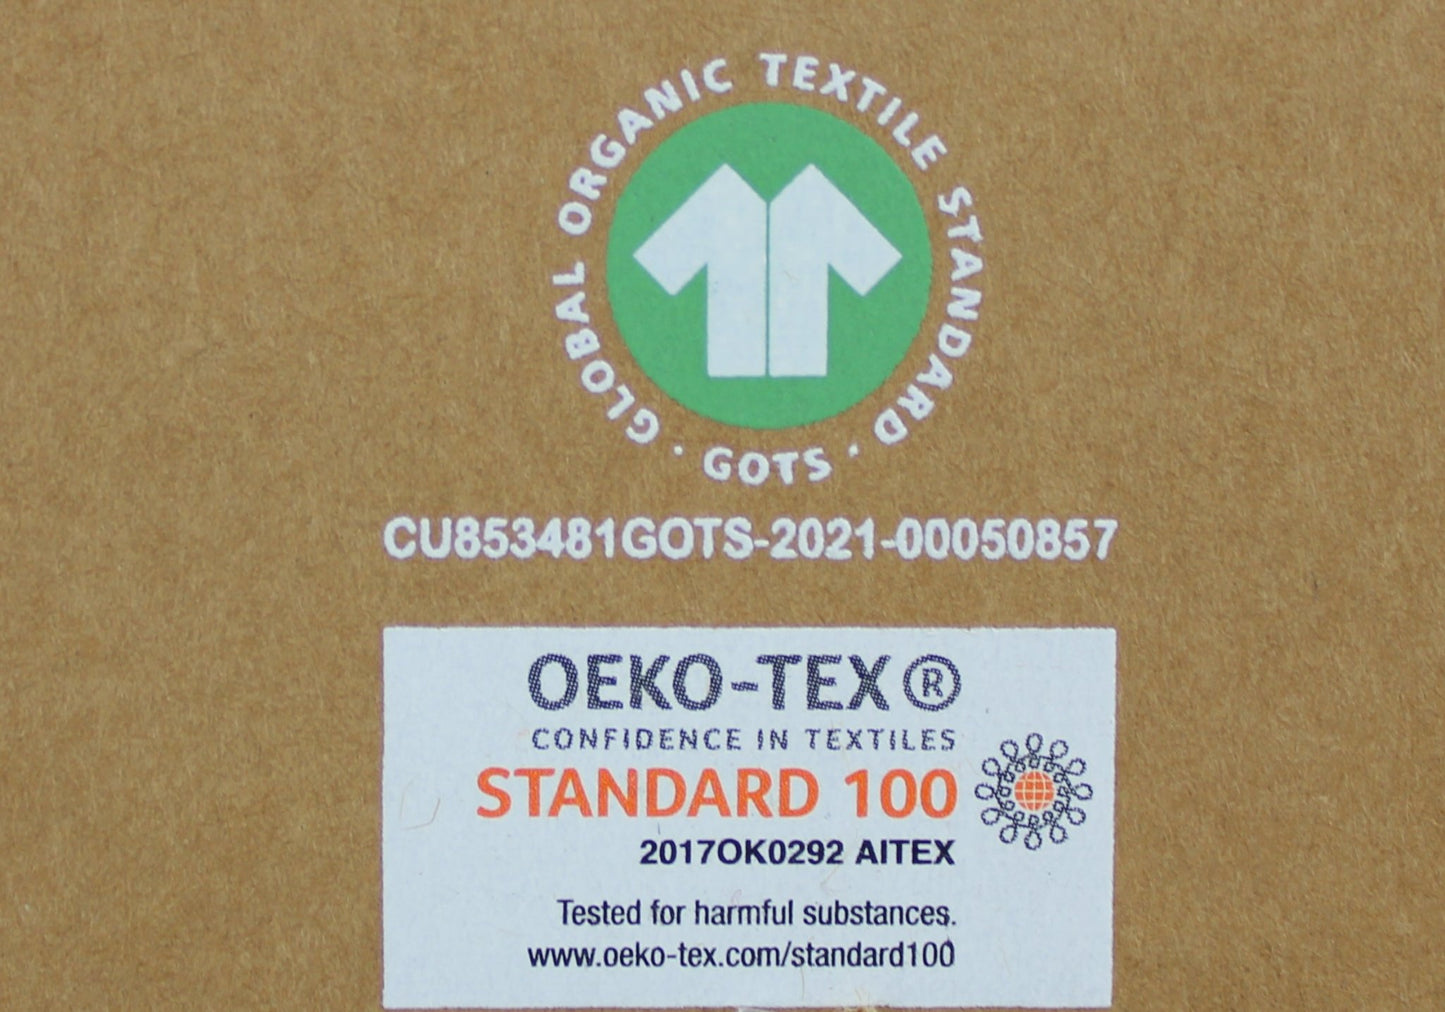 GLOBAL ORGANIC TEXTILE STANDARD
· GOTS ·
CU853481GOTS-2021-00050857
OEKO-TEX®
CONFIDENCE IN TEXTILES
STANDARD 100
2017OK0292 AITEX
Tested for harmful substances.
www.oeko-tex.com/standard100